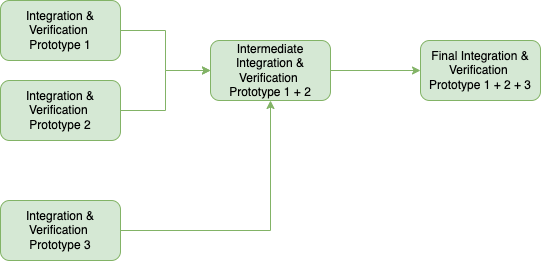 Integration &
Verification
Prototype 1
Integration &
Verification
Prototype 2
Integration &
Verification
Prototype 3
Intermediate
Integration &
Verification
Prototype 1 + 2
Final Integration &
Verification
Prototype 1 + 2 + 3